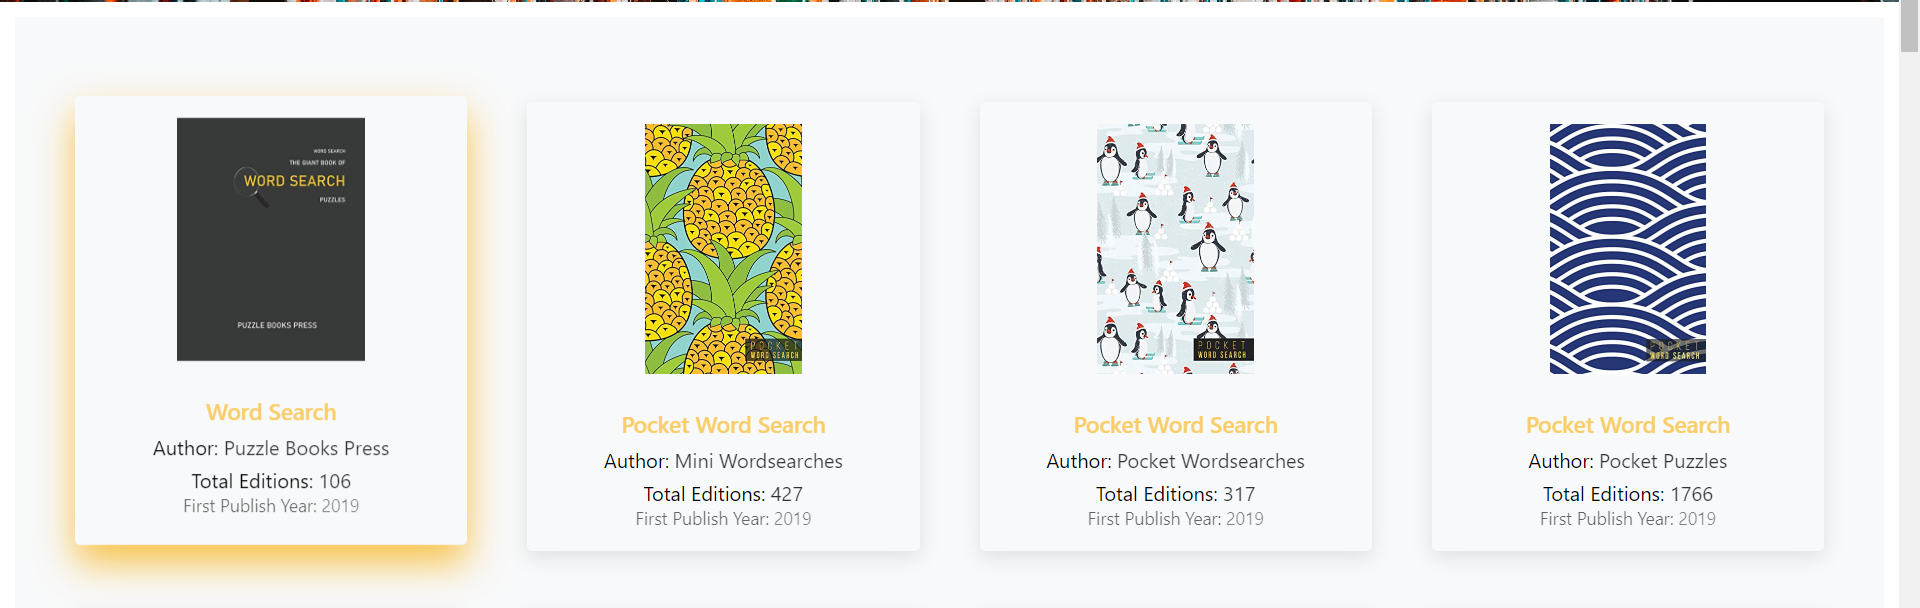 WORD SEARCH
THE GIANT BOOK OF
WORD SEARCH
PUZZLES
PUZZLE BOOKS PRESS
Word Search
Author: Puzzle Books Press
Total Editions: 106
First Publish Year: 2019
POCKET
WORD SEARCH
Pocket Word Search
Author: Mini Wordsearches
Total Editions: 427
First Publish Year: 2019
POCKET
WORD SEARCH
Pocket Word Search
Author: Pocket Wordsearches
Total Editions: 317
First Publish Year: 2019
POCKET
WORD SEARCH
Pocket Word Search
Author: Pocket Puzzles
Total Editions: 1766
First Publish Year: 2019